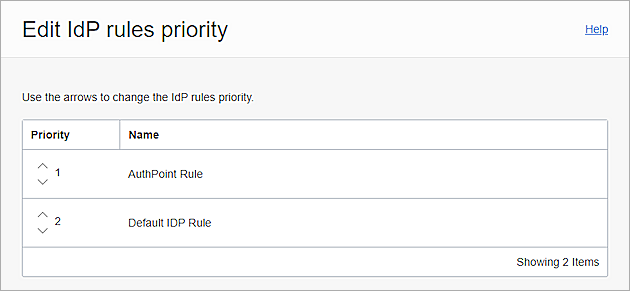 Edit IdP rules priority
Help
Use the arrows to change the IdP rules priority.
Priority Name
1 AuthPoint Rule
2 Default IDP Rule
Showing 2 Items